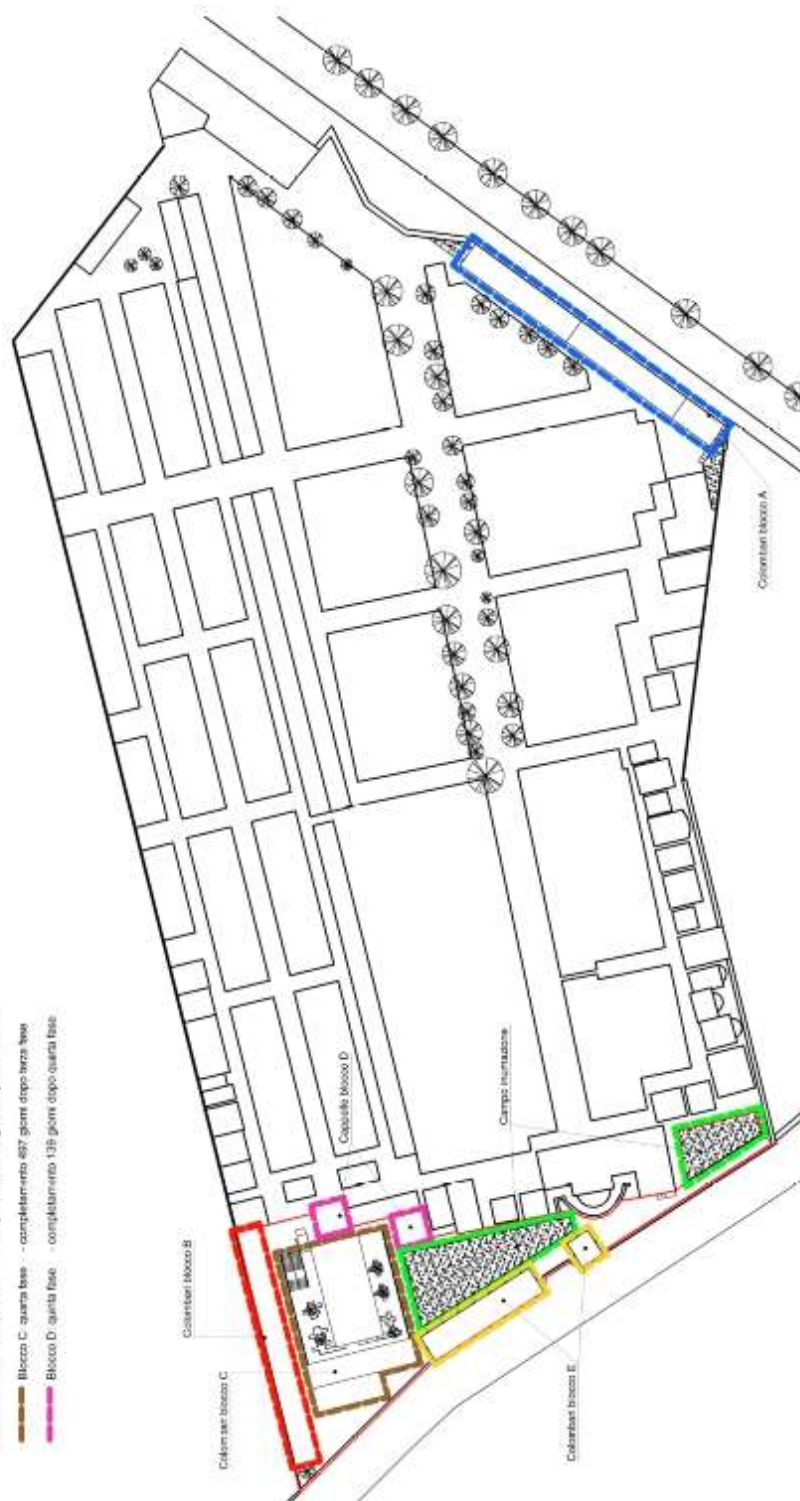 Blocco C quarta fase - completamento 497 giorni dopo terza fase
Blocco D quinta fase - completamento 139 giorni dopo quarta fase
Colombari blocco B
Colombari blocco C
Cappelle blocco D
Campo inumazione
Colombari blocco E
Colombari blocco A